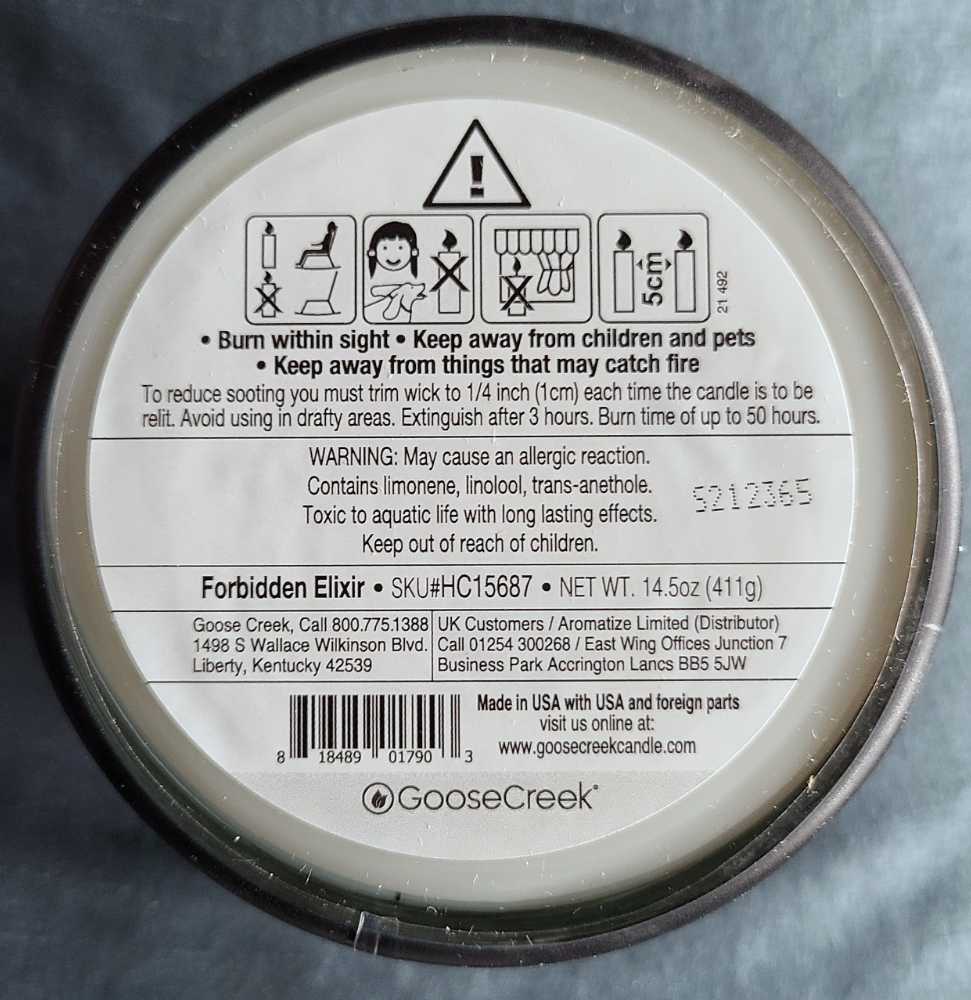 !
5cm
21 492
• Burn within sight • Keep away from children and pets
• Keep away from things that may catch fire
To reduce sooting you must trim wick to 1/4 inch (1cm) each time the candle is to be
relit. Avoid using in drafty areas. Extinguish after 3 hours. Burn time of up to 50 hours.
WARNING: May cause an allergic reaction.
Contains limonene, linolool, trans-anethole.
Toxic to aquatic life with long lasting effects.
Keep out of reach of children.
5212365
Forbidden Elixir • SKU#HC15687 • NET WT. 14.5oz (411g)
Goose Creek, Call 800.775.1388
1498 S Wallace Wilkinson Blvd.
Liberty, Kentucky 42539
UK Customers / Aromatize Limited (Distributor)
Call 01254 300268 / East Wing Offices Junction 7
Business Park Accrington Lancs BB5 5JW
8 18489 01790 3
Made in USA with USA and foreign parts
visit us online at:
www.goosecreekcandle.com
GooseCreek